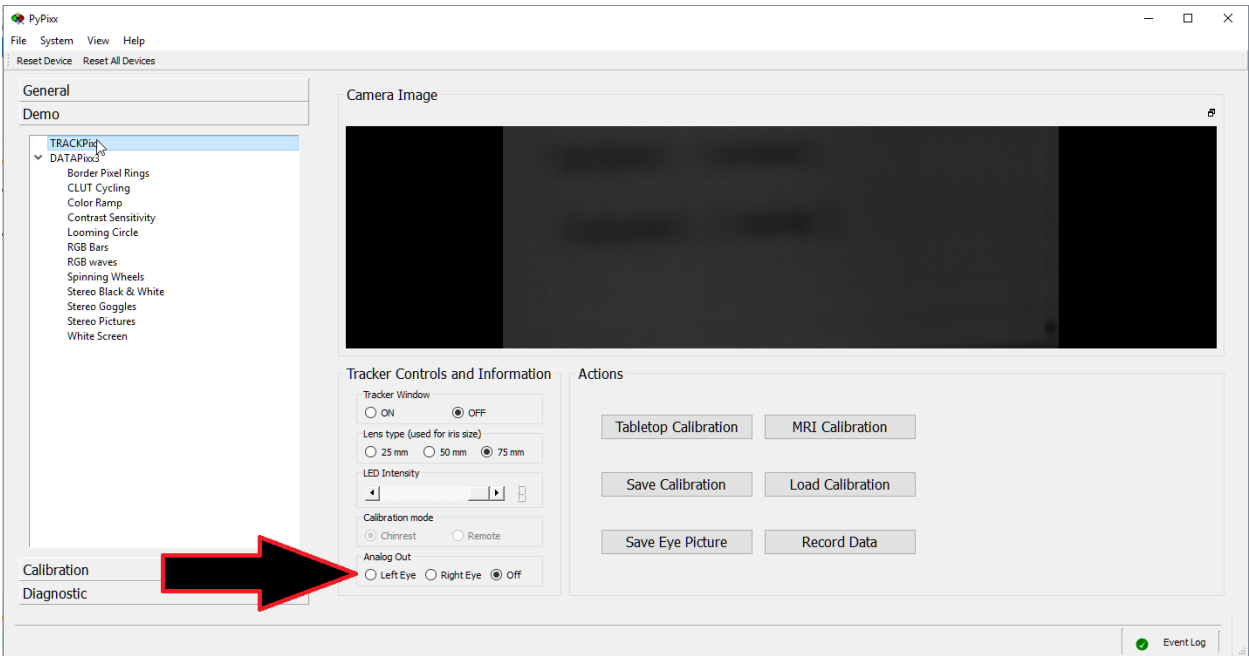 PyPixx
File System View Help
Reset Device Reset All Devices
General
Demo
TRACKPixx
DATAPixx3
Border Pixel Rings
CLUT Cycling
Color Ramp
Contrast Sensitivity
Looming Circle
RGB Bars
RGB waves
Spinning Wheels
Stereo Black & White
Stereo Goggles
Stereo Pictures
White Screen
Calibration
Diagnostic
Camera Image
Tracker Controls and Information
Tracker Window
ON OFF
Lens type (used for iris size)
25 mm 50 mm 75 mm
LED Intensity
Calibration mode
Chinrest Remote
Analog Out
Left Eye Right Eye Off
Actions
Tabletop Calibration MRI Calibration
Save Calibration Load Calibration
Save Eye Picture Record Data
Event Log